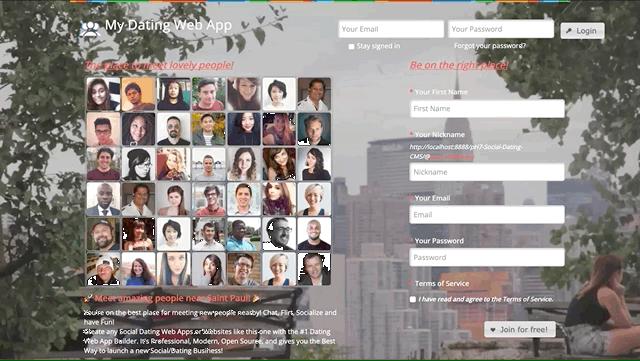 My Dating Web App
Your Email
Your Password
Login
Stay signed in
Forgot your password?
place to meet lovely people!
Be on the right place!
* Your First Name
First Name
* Your Nickname
http://localhost:8888/pH7-Social-Dating-
CMS/@
Nickname
Your Email
Email
Your Password
Password
Terms of Service
I have read and agree to the Terms of Service.
Join for free!
Meet amazing people near Saint Paul!
You're on the best place for meeting new people nearby! Chat, Flirt, Socialize and
have Fun!
Create any Social Dating Web Apps or Websites like this one with the #1 Dating
Web App Builder. It's Professional, Modern, Open Source, and gives you the Best
Way to launch a new Social/Dating Business!